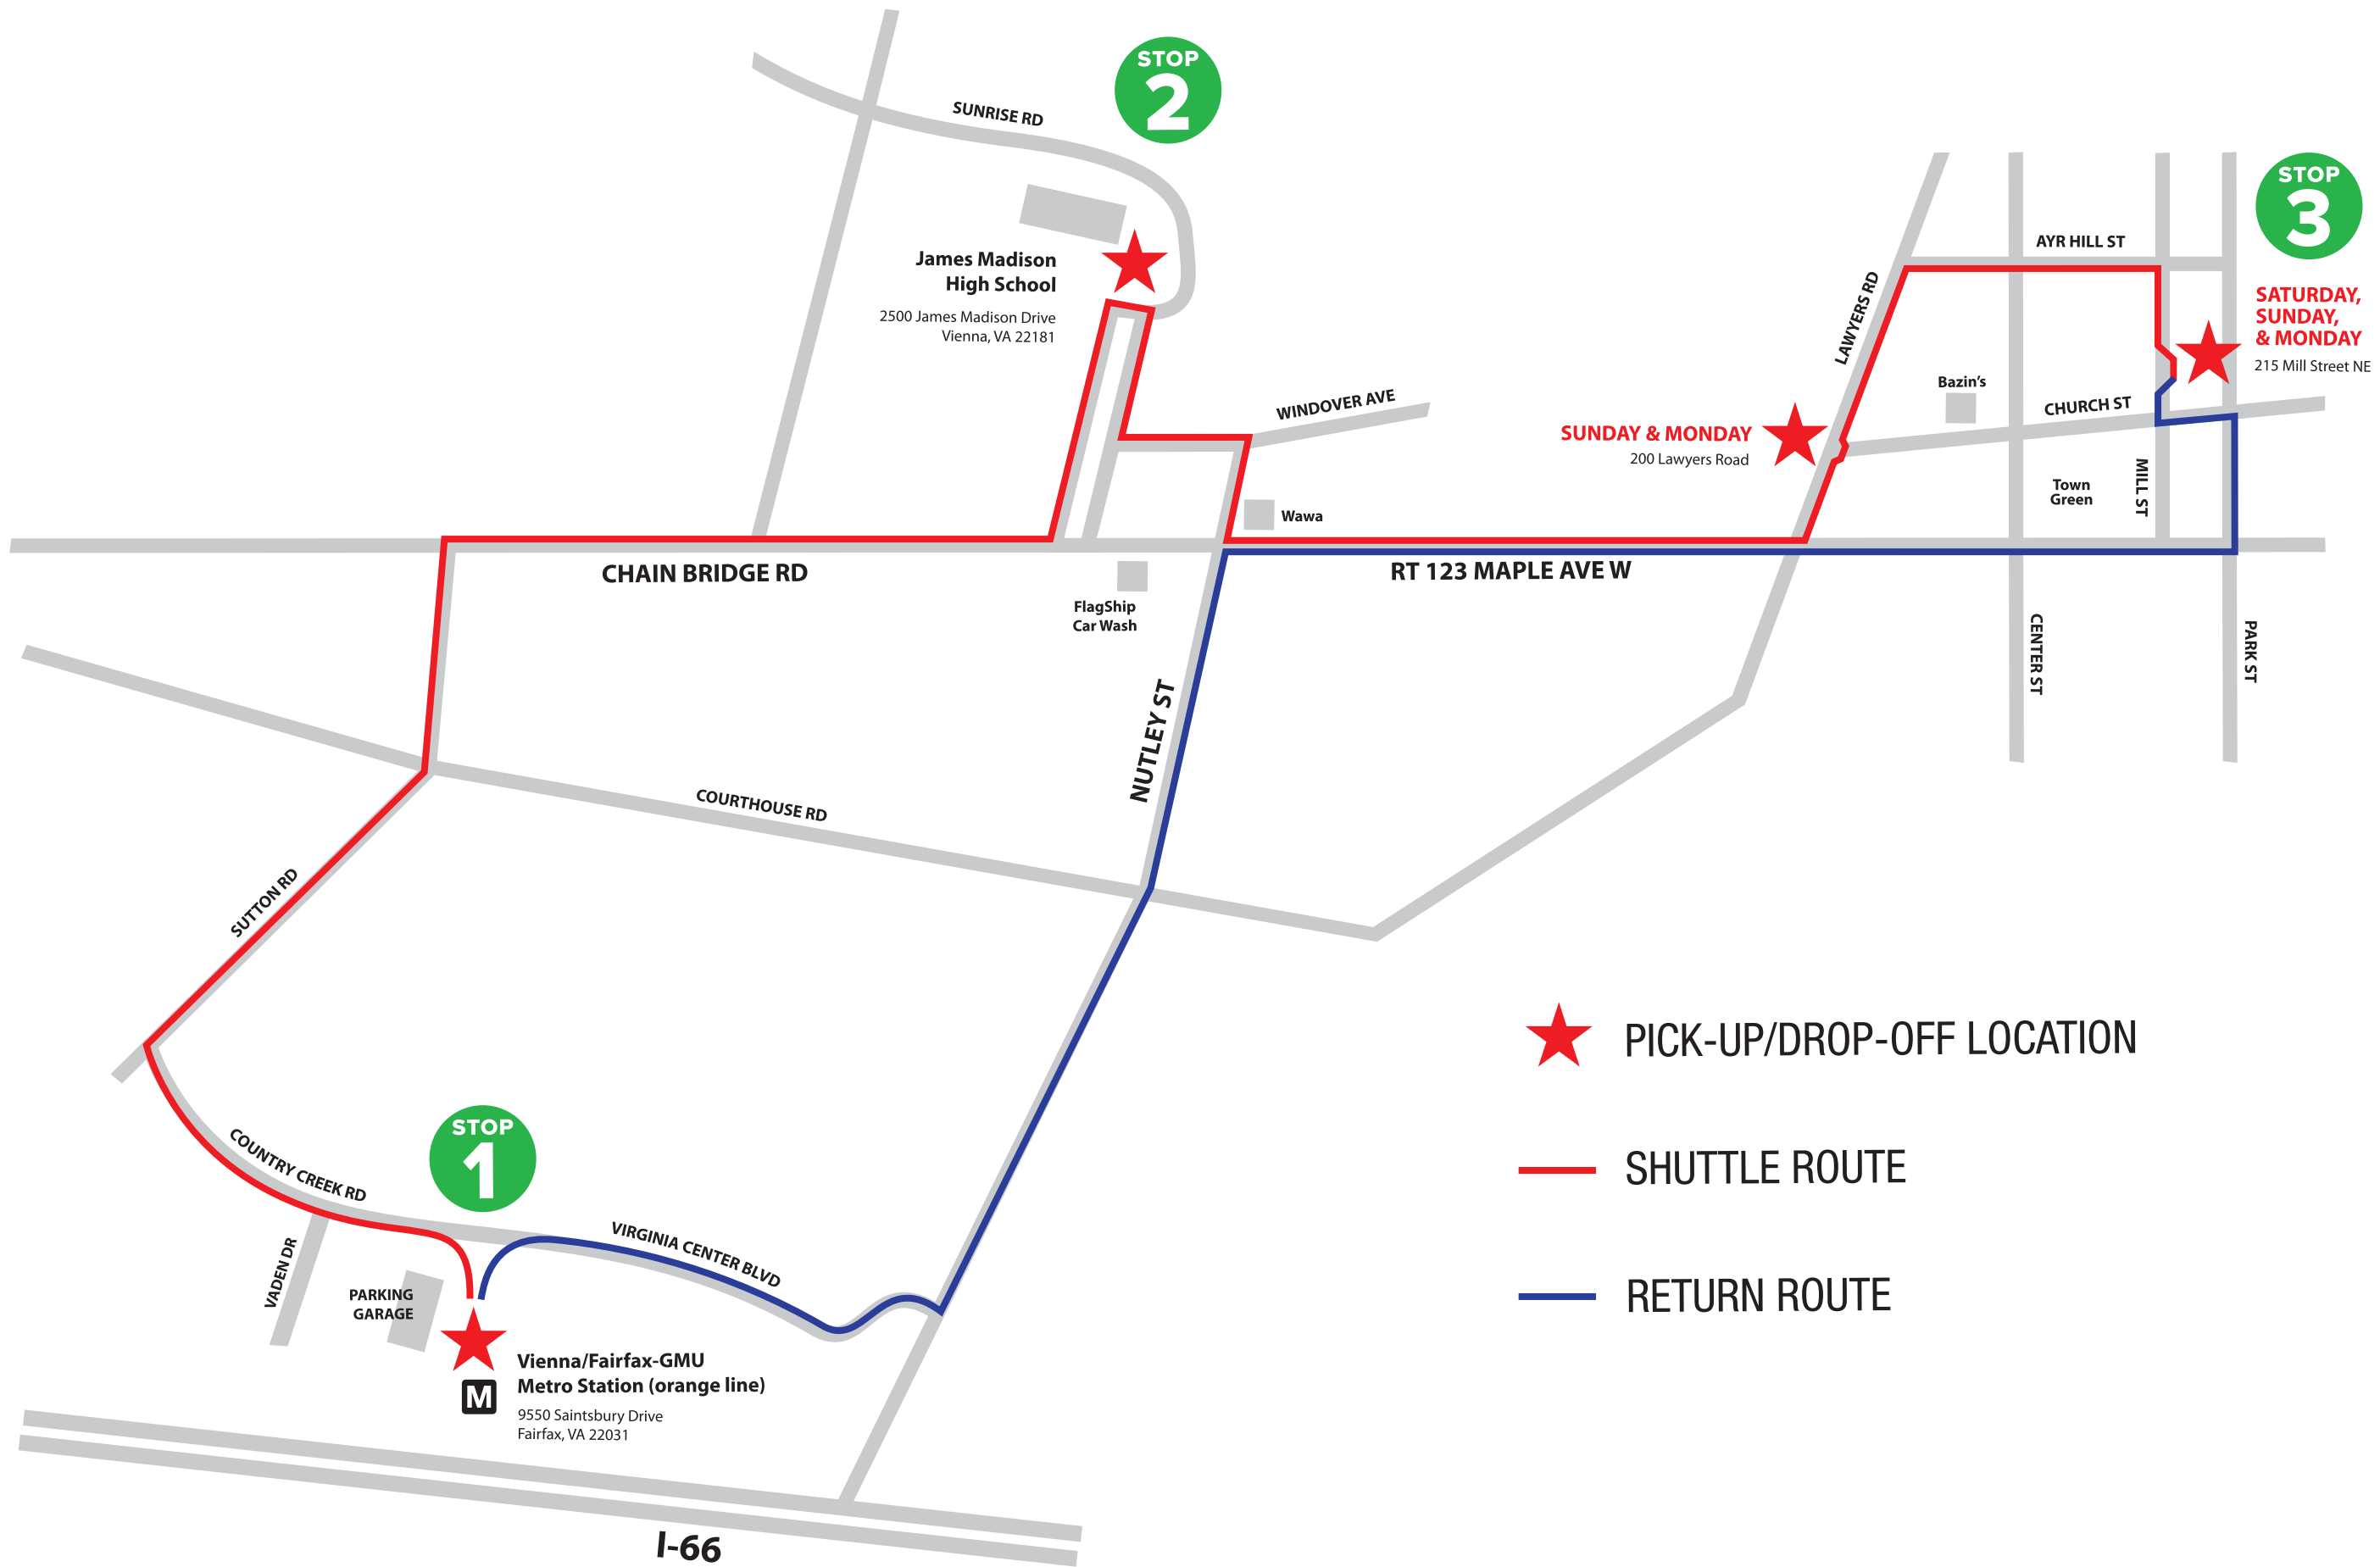 STOP
2
SUNRISE RD
STOP
3
AYR HILL ST
James Madison
High School
2500 James Madison Drive
Vienna, VA 22181
SATURDAY,
SUNDAY,
& MONDAY
215 Mill Street NE
LAWYERS RD
WINDOVER AVE
Bazin's
CHURCH ST
SUNDAY & MONDAY
200 Lawyers Road
Town
Green
MILL ST
Wawa
CHAIN BRIDGE RD
RT 123 MAPLE AVE W
FlagShip
Car Wash
CENTER ST
PARK ST
NUTLEY ST
COURTHOUSE RD
SUTTON RD
PICK-UP/DROP-OFF LOCATION
SHUTTLE ROUTE
RETURN ROUTE
STOP
1
COUNTRY CREEK RD
VIRGINIA CENTER BLVD
VADEN DR
PARKING
GARAGE
Vienna/Fairfax-GMU
Metro Station (orange line)
M
9550 Saintsbury Drive
Fairfax, VA 22031
I-66